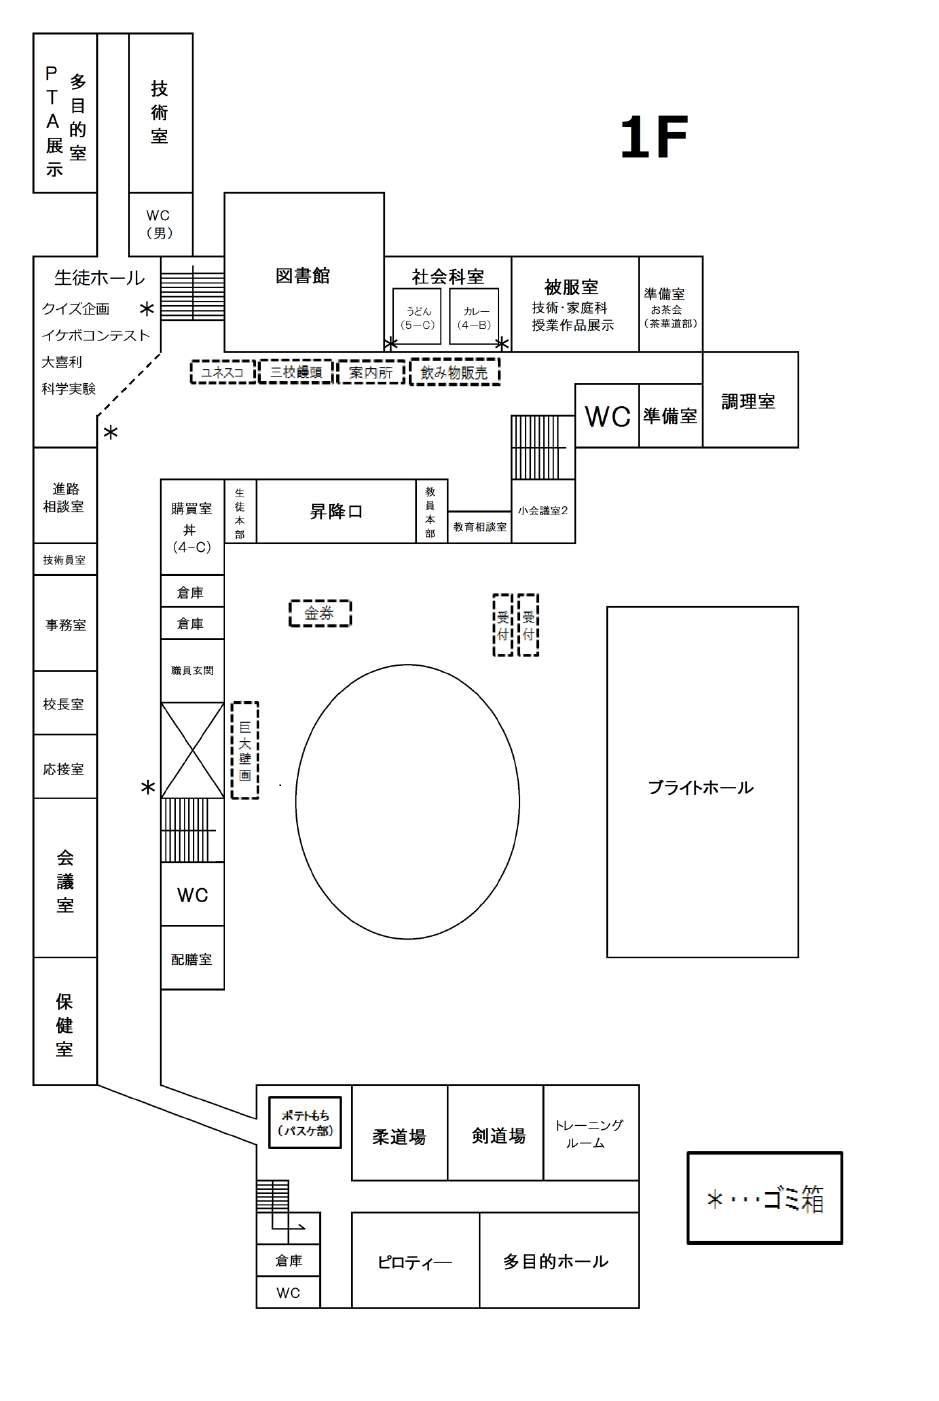 1F
多目的室
PTA展示
技術室
WC
(男)
生徒ホール
クイズ企画 ＊
イケボコンテスト
大喜利
科学実験
＊
図書館
社会科室
うどん
(5-C)
カレー
(4-B)
＊ ＊
被服室
技術・家庭科
授業作品展示
準備室
お茶会
(茶華道部)
ユネスコ
三校饅頭
案内所
飲み物販売
WC
準備室
調理室
進路
相談室
技術員室
事務室
校長室
応接室
会議室
保健室
購買室
丼
(4-C)
生徒本部
昇降口
教員本部
教育相談室
小会議室2
倉庫
倉庫
職員玄関
金券
受付
受付
巨大壁画
＊
WC
配膳室
ブライトホール
ポテトもち
(バスケ部)
柔道場
剣道場
トレーニング
ルーム
倉庫
WC
ピロティ―
多目的ホール
＊・・・ゴミ箱